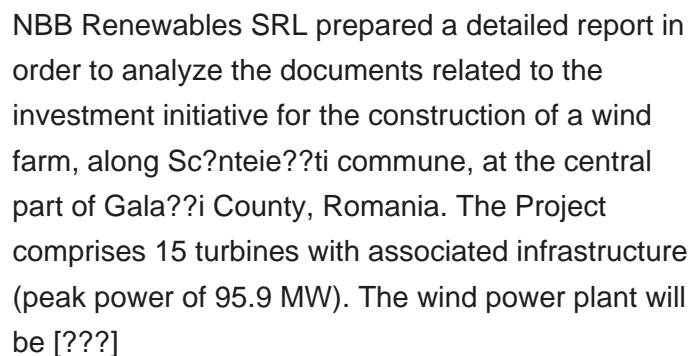 NBB Renewables SRL prepared a detailed report in
order to analyze the documents related to the
investment initiative for the construction of a wind
farm, along Sc?nteie??ti commune, at the central
part of Gala??i County, Romania. The Project
comprises 15 turbines with associated infrastructure
(peak power of 95.9 MW). The wind power plant will
be [???]